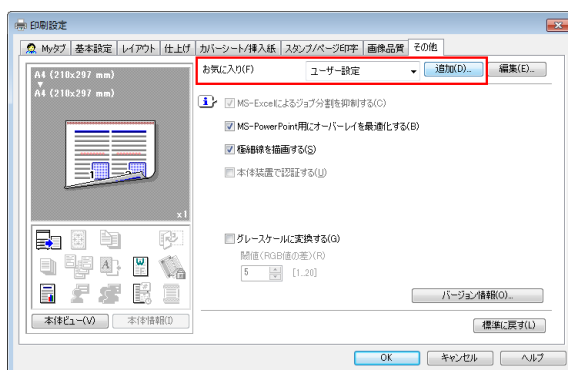 印刷設定
Myタブ 基本設定 レイアウト 仕上げ カバーシート/挿入紙 スタンプ/ページ印字 画像品質 その他
A4 (210x297 mm)
A4 (210x297 mm)
1 2
x1
お気に入り(F) ユーザー設定 追加(D)... 編集(E)...
MS-Excelによるジョブ分割を抑制する(C)
MS-PowerPoint用にオーバーレイを最適化する(B)
極細線を描画する(S)
本体装置で認証する(U)
グレースケールに変換する(G)
閾値(RGB値の差)(R)
5 [1..20]
バージョン情報(O)...
本体ビュー(V) 本体情報(I)
標準に戻す(L)
OK キャンセル ヘルプ